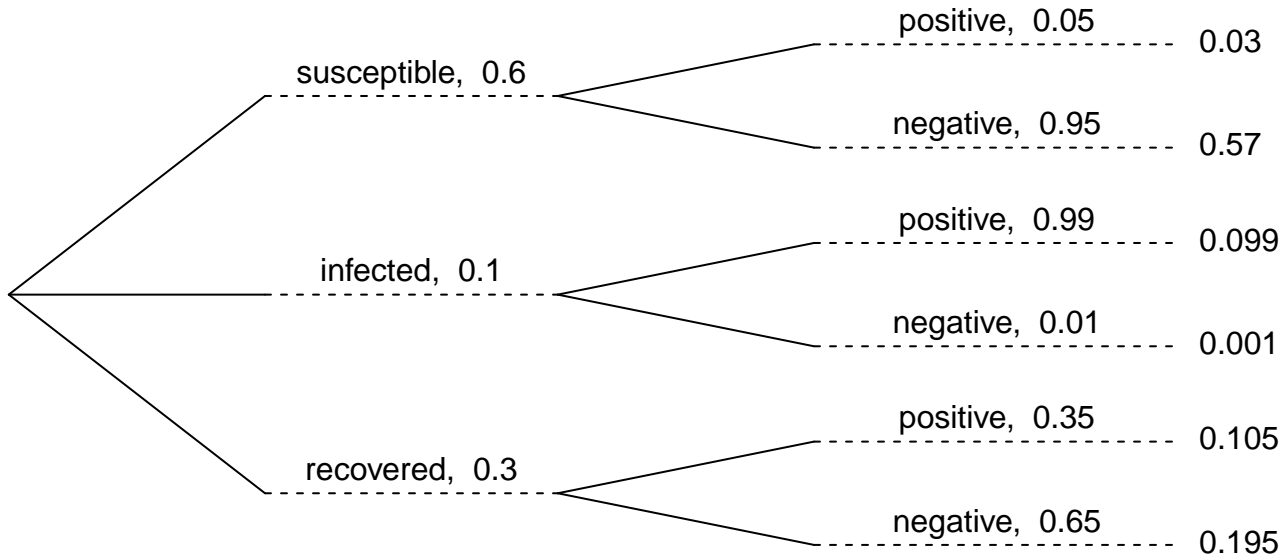 positive, 0.05
0.03
susceptible, 0.6
negative, 0.95
0.57
positive, 0.99
0.099
infected, 0.1
negative, 0.01
0.001
positive, 0.35
0.105
recovered, 0.3
negative, 0.65
0.195